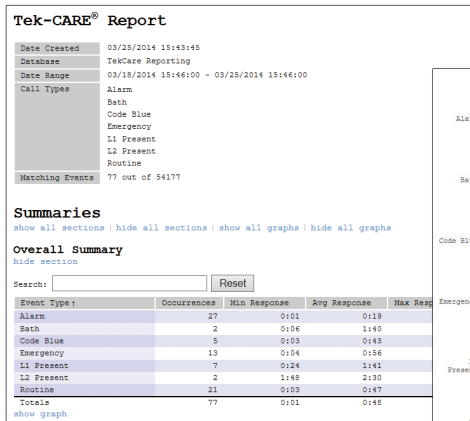 Tek-CARE® Report
Date Created 03/25/2014 15:43:45
Database TekCare Reporting
Date Range 03/18/2014 15:46:00 - 03/25/2014 15:46:00
Call Types Alarm
Bath
Code Blue
Emergency
L1 Present
L2 Present
Routine
Matching Events 77 out of 54177
Summaries
show all sections | hide all sections | show all graphs | hide all graphs
Overall Summary
hide section
Search: Reset
Event Type↑ Occurrences Min Response Avg Response Max Resp
Alarm 27 0:01 0:19
Bath 2 0:06 1:40
Code Blue 5 0:03 0:43
Emergency 13 0:04 0:56
L1 Present 7 0:24 1:41
L2 Present 2 1:48 2:30
Routine 21 0:03 0:47
Totals 77 0:01 0:48
show graph
Alar
Bat
Code Blu
Emergenc
Presen